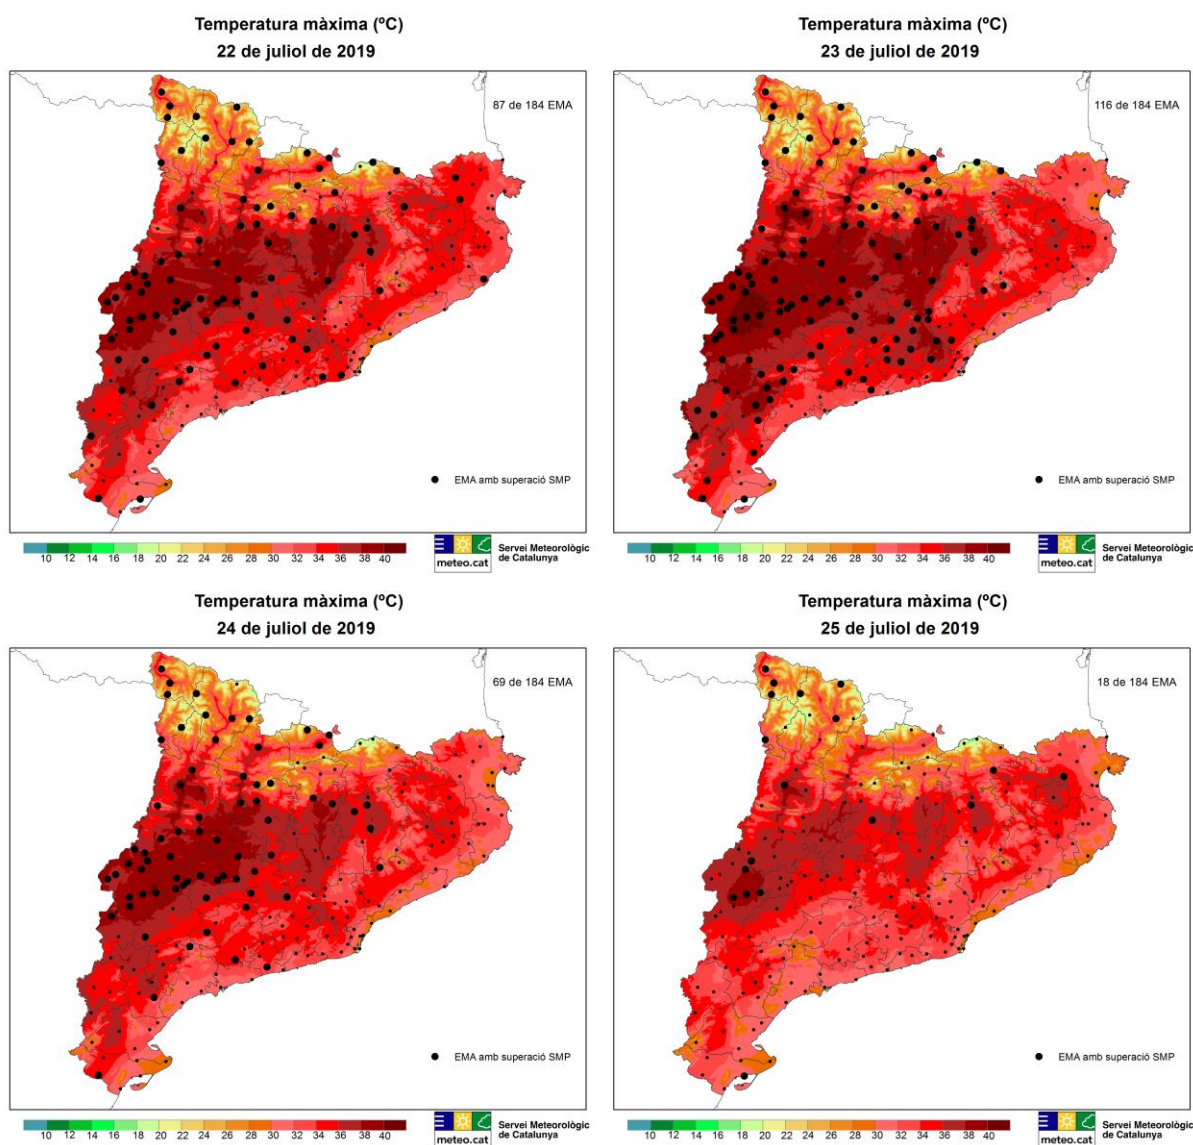 Temperatura màxima (ºC)
22 de juliol de 2019
87 de 184 EMA
EMA amb superació SMP
10 12 14 16 18 20 22 24 26 28 30 32 34 36 38 40
meteo.cat
Servei Meteorològic
de Catalunya
Temperatura màxima (ºC)
23 de juliol de 2019
116 de 184 EMA
EMA amb superació SMP
10 12 14 16 18 20 22 24 26 28 30 32 34 36 38 40
meteo.cat
Servei Meteorològic
de Catalunya
Temperatura màxima (ºC)
24 de juliol de 2019
69 de 184 EMA
EMA amb superació SMP
10 12 14 16 18 20 22 24 26 28 30 32 34 36 38 40
meteo.cat
Servei Meteorològic
de Catalunya
Temperatura màxima (ºC)
25 de juliol de 2019
18 de 184 EMA
EMA amb superació SMP
10 12 14 16 18 20 22 24 26 28 30 32 34 36 38 40
meteo.cat
Servei Meteorològic
de Catalunya